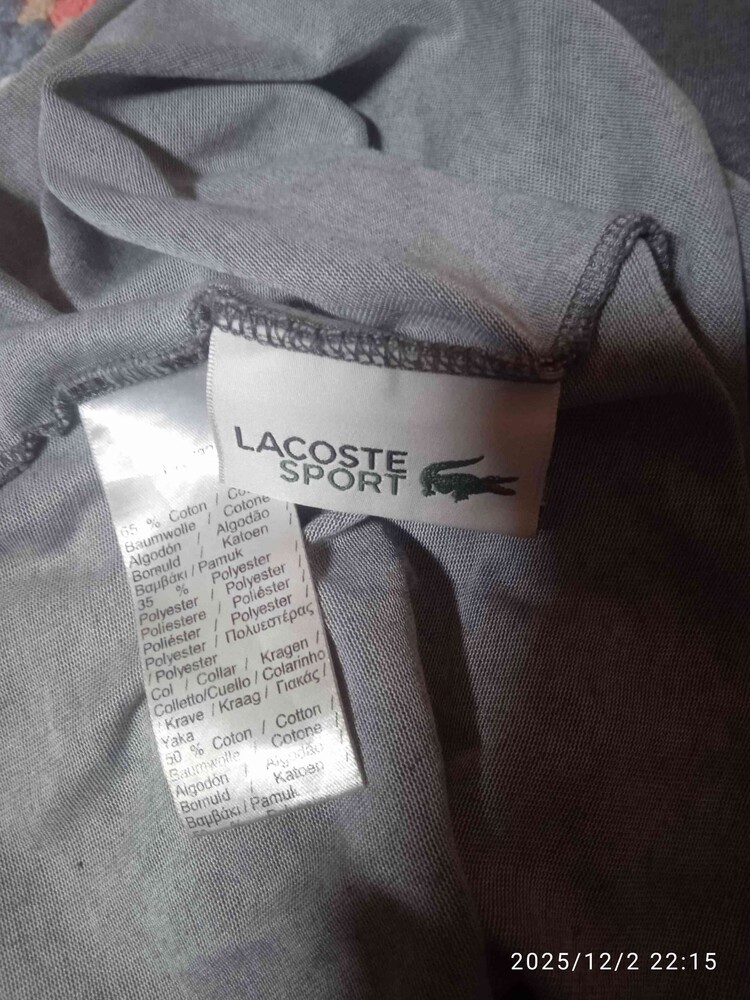 LACOSTE
SPORT
65 % Coton /
Baumwolle / Cotone
Algodón / Algodão
Bomuld / Katoen
Βαμβάκι / Pamuk
35 % Polyester
Polyester / Polyester
Poliestere / Poliéster /
Poliéster / Polyester
Polyester / Πολυεστέρας
/ Polyester
Col / Collar / Kragen /
Colletto/Cuello / Colarinho
/ Krave / Kraag / Γιακάς /
Yaka
50 % Coton / Cotton
Baumwolle / Cotone
Algodón / Algodão
Bomuld / Katoen
Βαμβάκι / Pamuk
2025/12/2 22:15